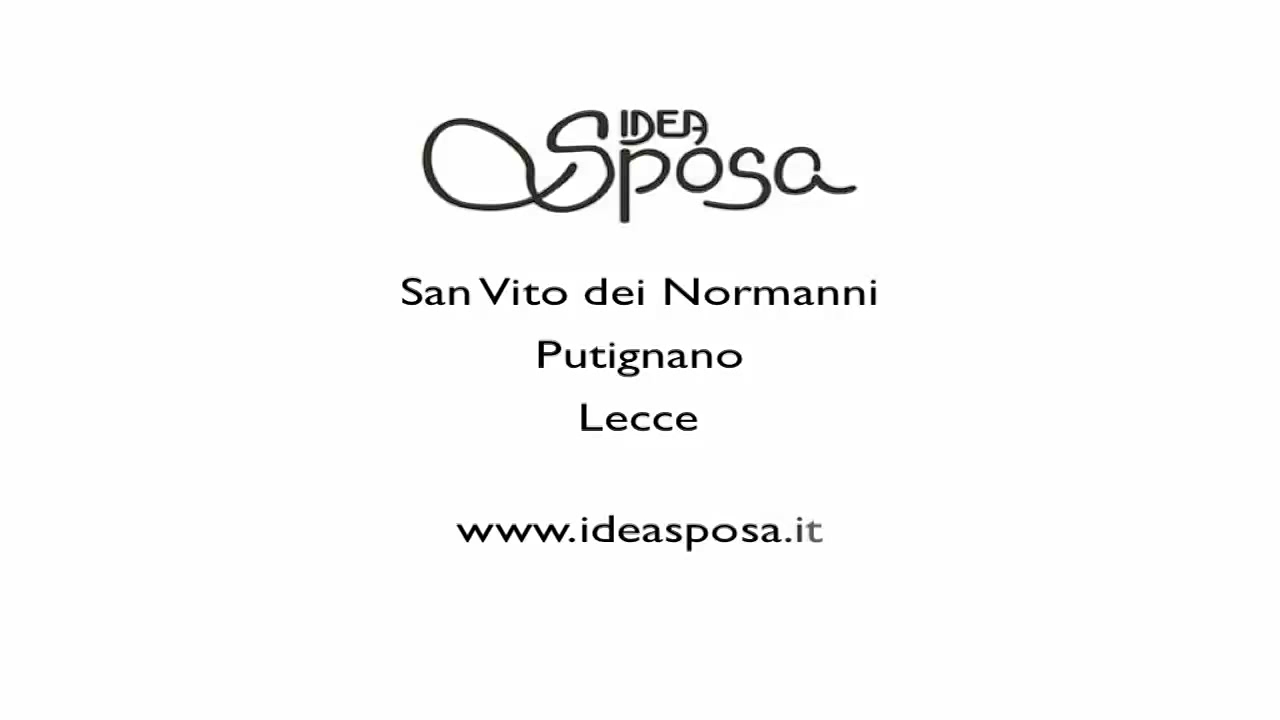 IDEA
Sposa
San Vito dei Normanni
Putignano
Lecce
www.ideasposa.it